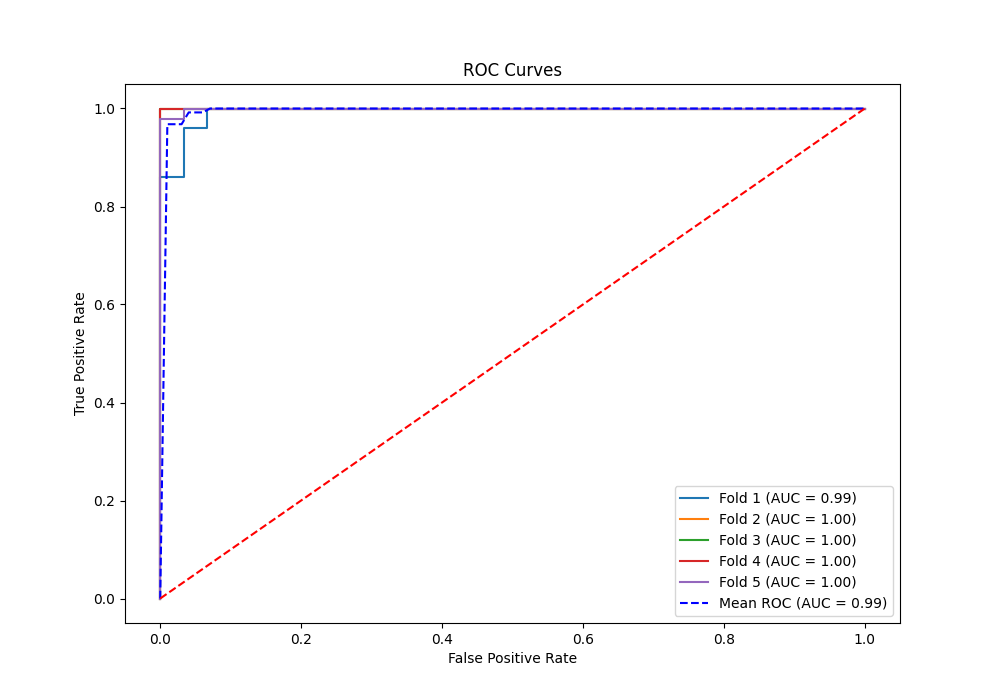 ROC Curves
True Positive Rate
1.0
0.8
0.6
0.4
0.2
0.0
0.0 0.2 0.4 0.6 0.8 1.0
False Positive Rate
Fold 1 (AUC = 0.99)
Fold 2 (AUC = 1.00)
Fold 3 (AUC = 1.00)
Fold 4 (AUC = 1.00)
Fold 5 (AUC = 1.00)
Mean ROC (AUC = 0.99)